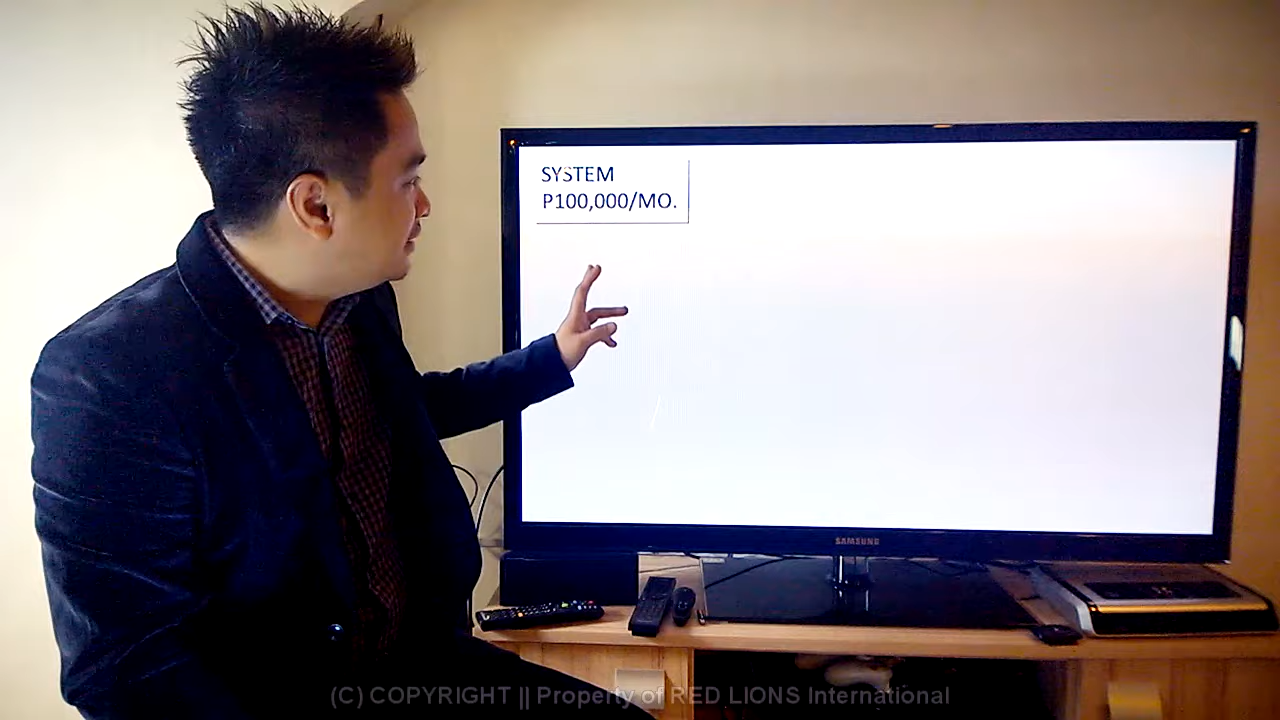 SYSTEM
P100,000/MO.
SAMSUNG
(C) COPYRIGHT || Property of RED LIONS International